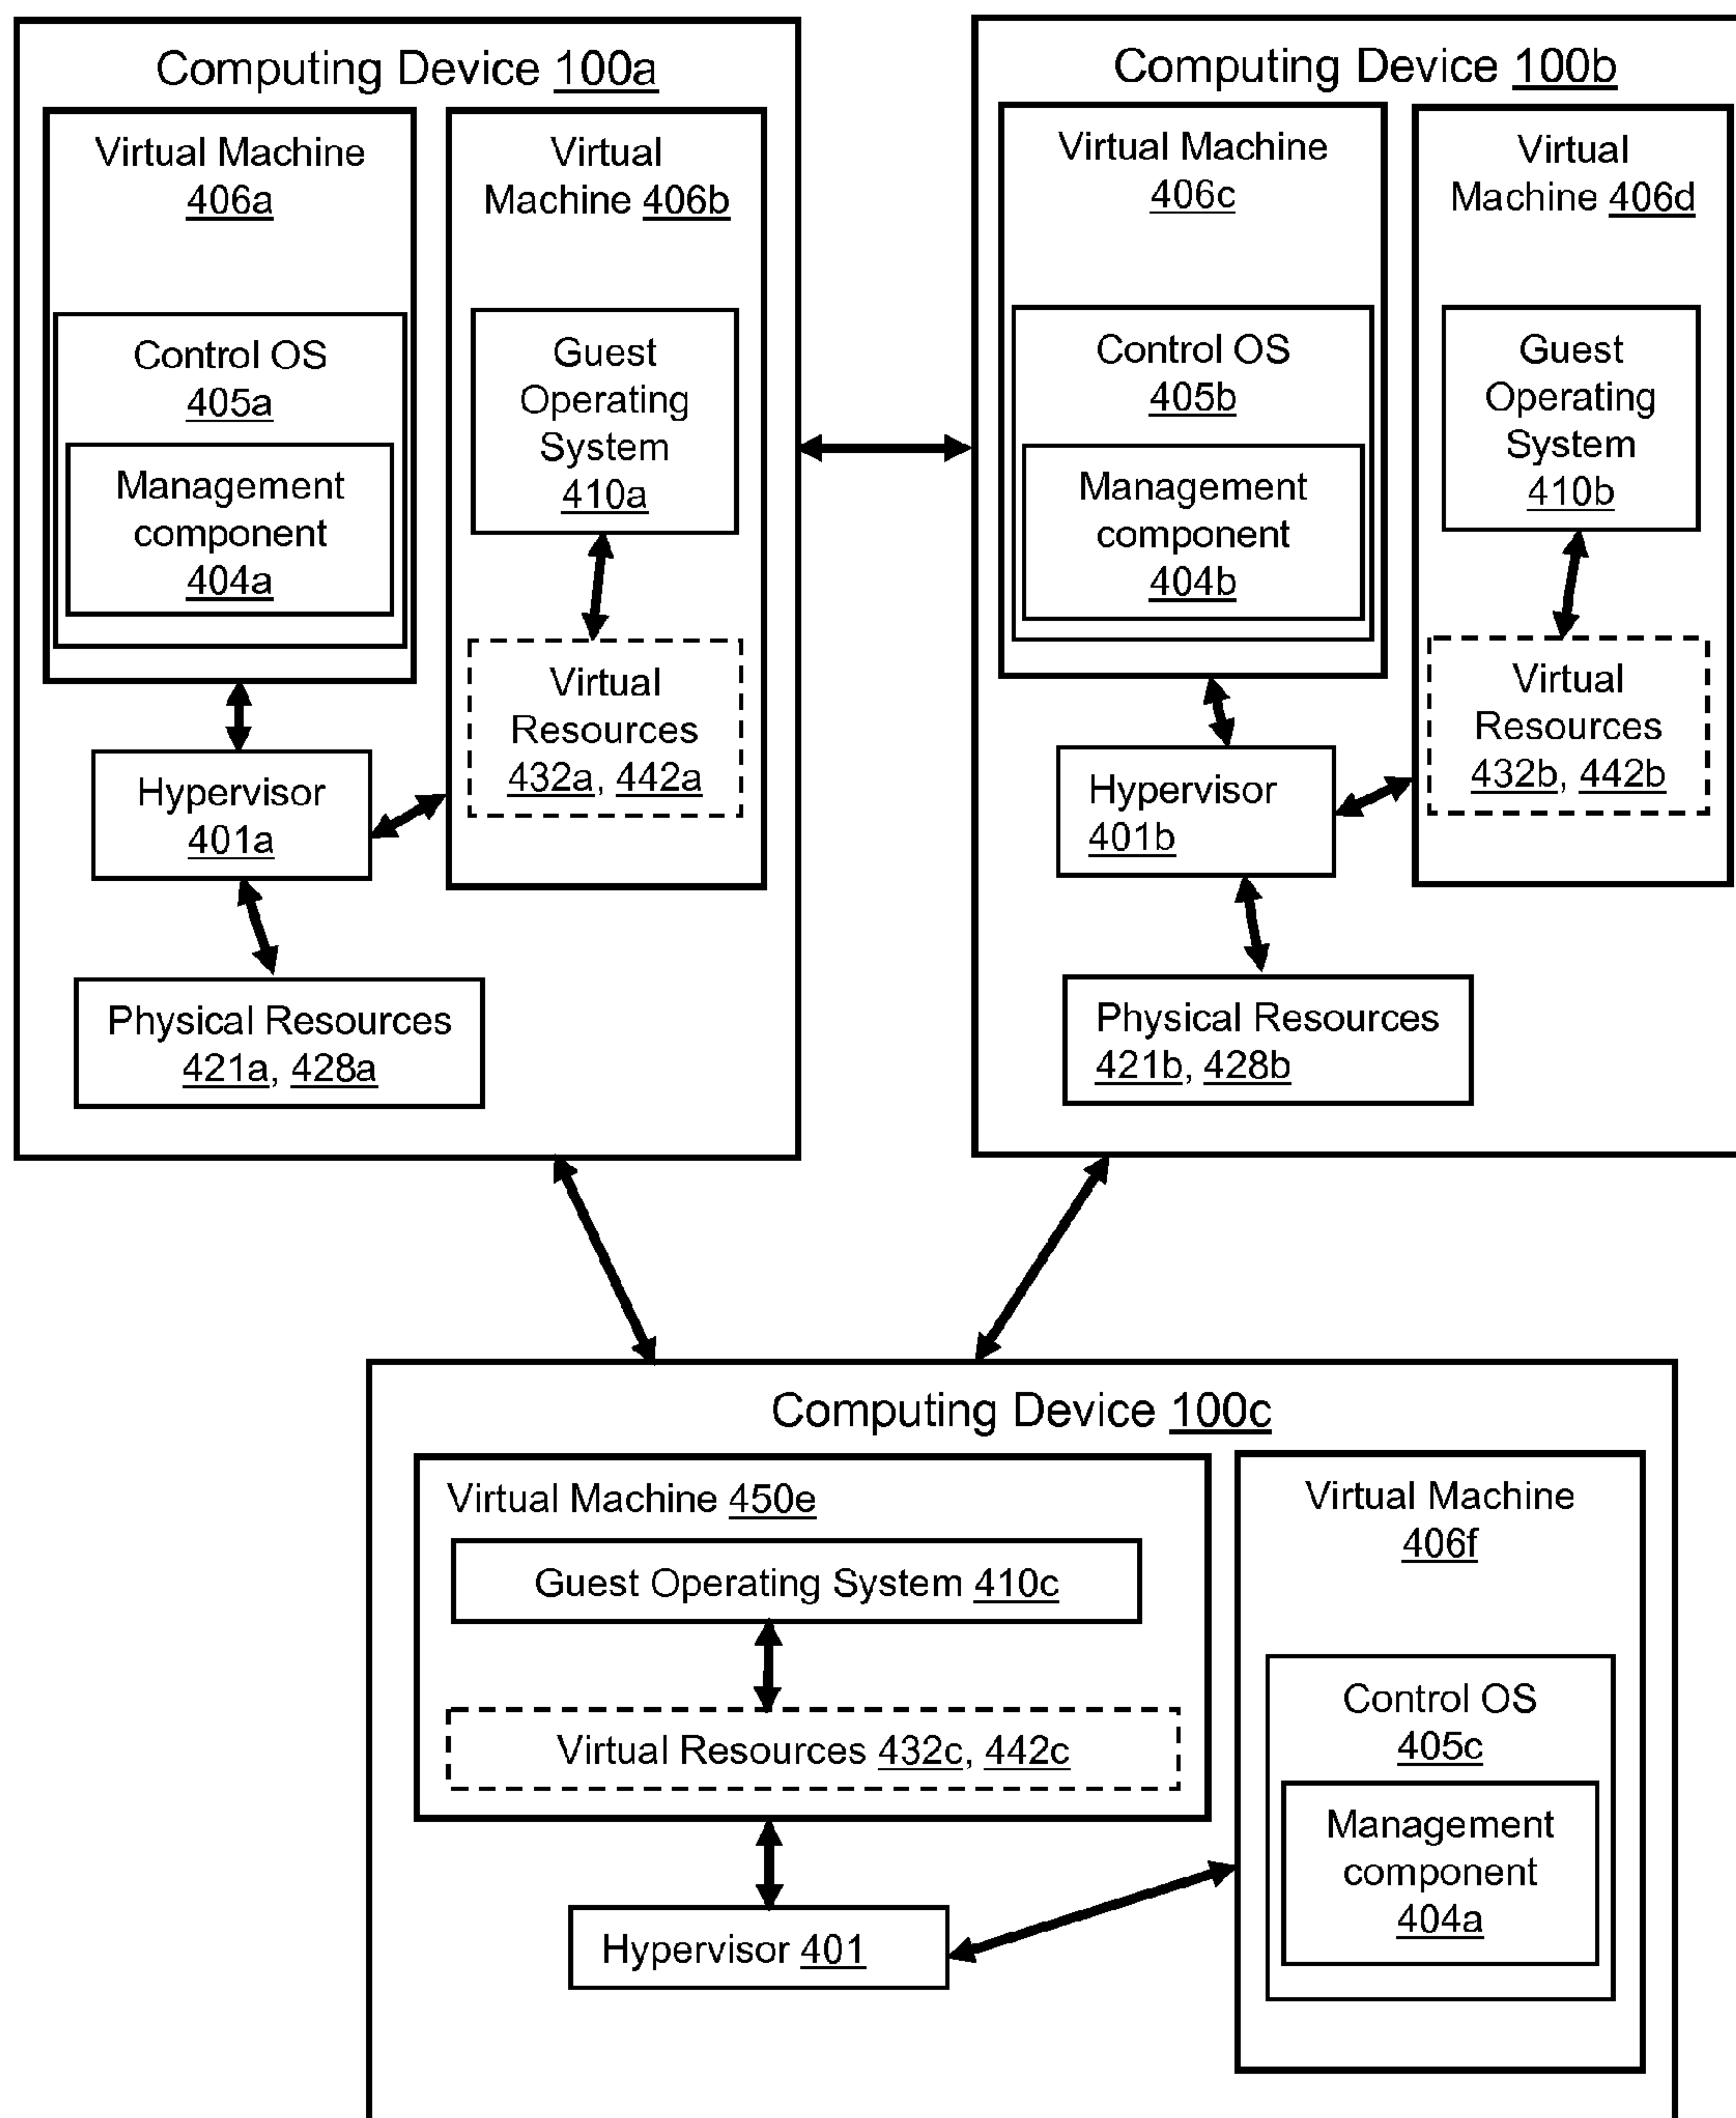 Computing Device 100a
Virtual Machine
406a
Control OS
405a
Management
component
404a
Virtual
Machine 406b
Guest
Operating
System
410a
Virtual
Resources
432a, 442a
Hypervisor
401a
Physical Resources
421a, 428a
Computing Device 100b
Virtual Machine
406c
Control OS
405b
Management
component
404b
Virtual
Machine 406d
Guest
Operating
System
410b
Virtual
Resources
432b, 442b
Hypervisor
401b
Physical Resources
421b, 428b
Computing Device 100c
Virtual Machine 450e
Guest Operating System 410c
Virtual Resources 432c, 442c
Hypervisor 401
Virtual Machine
406f
Control OS
405c
Management
component
404a